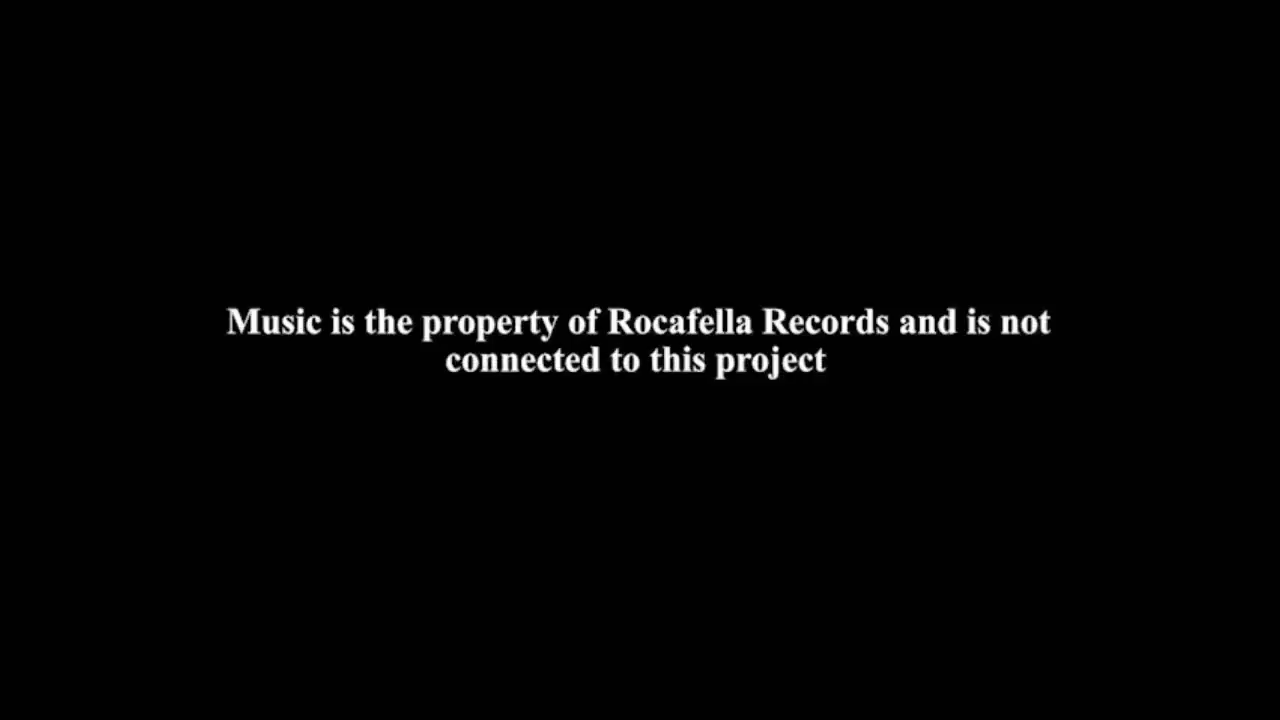 Music is the property of Rocafella Records and is not
connected to this project